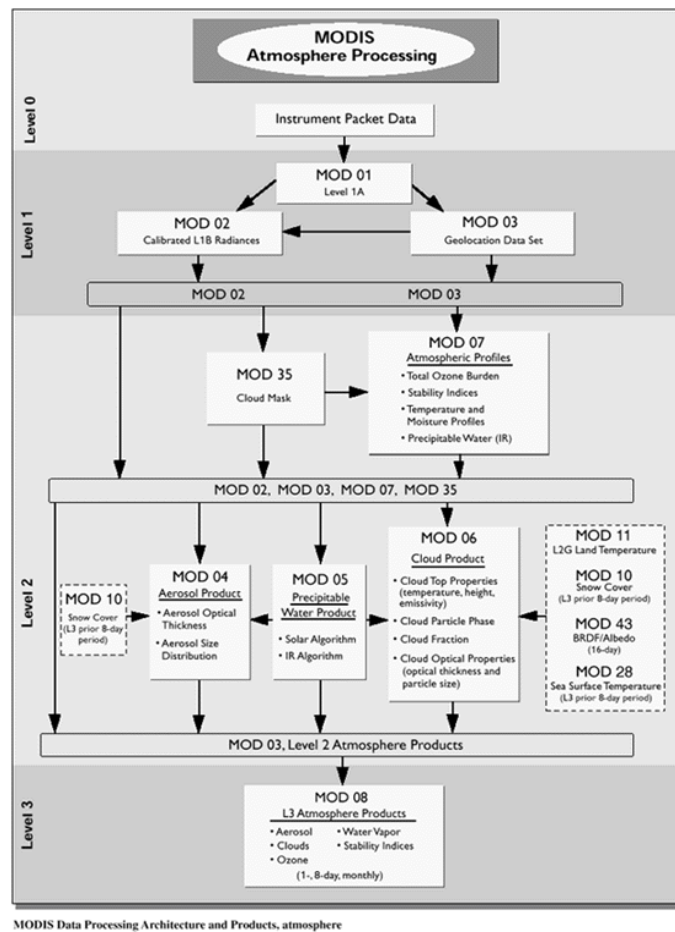 MODIS
Atmosphere Processing
Level 0
Instrument Packet Data
Level 1
MOD 01
Level 1A
MOD 02
Calibrated L1B Radiances
MOD 03
Geolocation Data Set
MOD 02
MOD 03
Level 2
MOD 35
Cloud Mask
MOD 07
Atmospheric Profiles
• Total Ozone Burden
• Stability Indices
• Temperature and
Moisture Profiles
• Precipitable Water (IR)
MOD 02, MOD 03, MOD 07, MOD 35
MOD 10
Snow Cover
(L3 prior 8-day
period)
MOD 04
Aerosol Product
• Aerosol Optical
Thickness
• Aerosol Size
Distribution
MOD 05
Precipitable
Water Product
• Solar Algorithm
• IR Algorithm
MOD 06
Cloud Product
• Cloud Top Properties
(temperature, height,
emissivity)
• Cloud Particle Phase
• Cloud Fraction
• Cloud Optical Properties
(optical thickness and
particle size)
MOD 11
L2G Land Temperature
MOD 10
Snow Cover
(L3 prior 8-day period)
MOD 43
BRDF/Albedo
(16-day)
MOD 28
Sea Surface Temperature
(L3 prior 8-day period)
MOD 03, Level 2 Atmosphere Products
Level 3
MOD 08
L3 Atmosphere Products
• Aerosol
• Clouds
• Ozone
• Water Vapor
• Stability Indices
(1-, 8-day, monthly)
MODIS Data Processing Architecture and Products, atmosphere